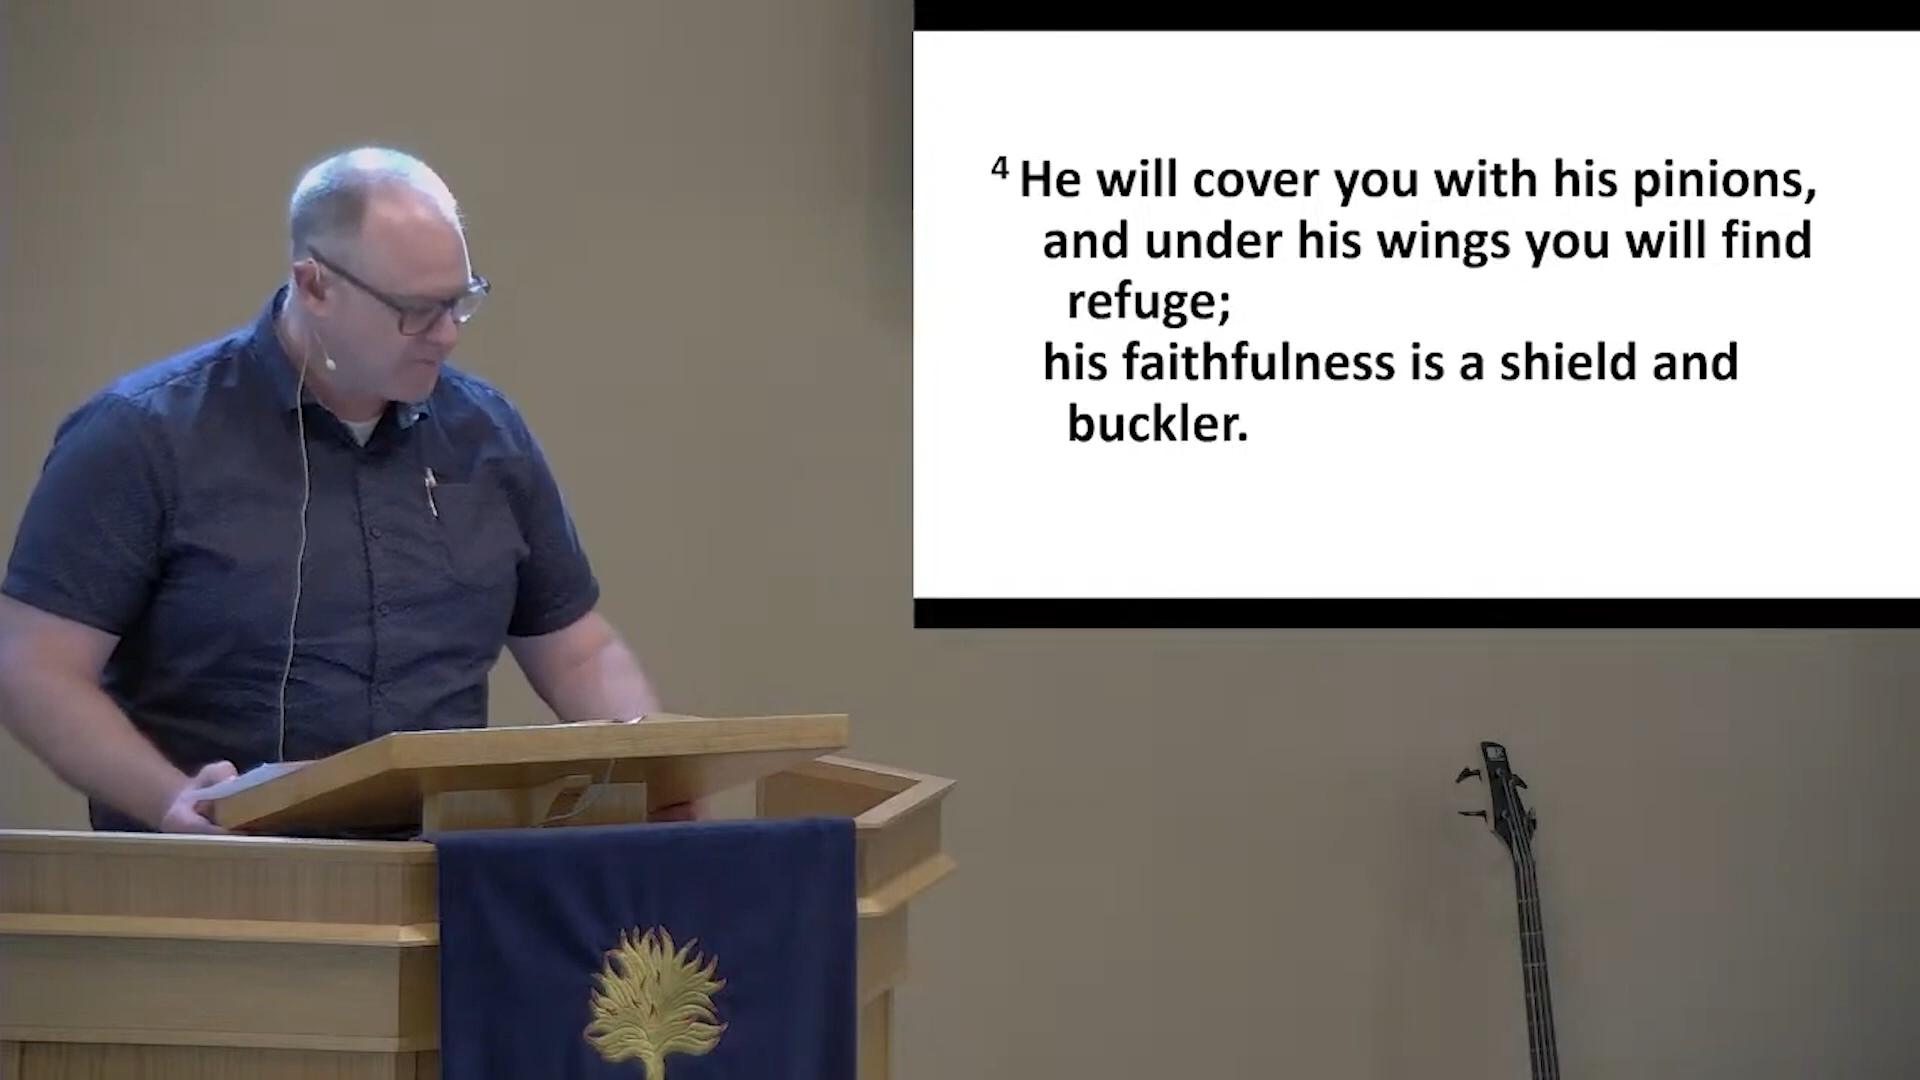 4 He will cover you with his pinions,
and under his wings you will find
refuge;
his faithfulness is a shield and
buckler.